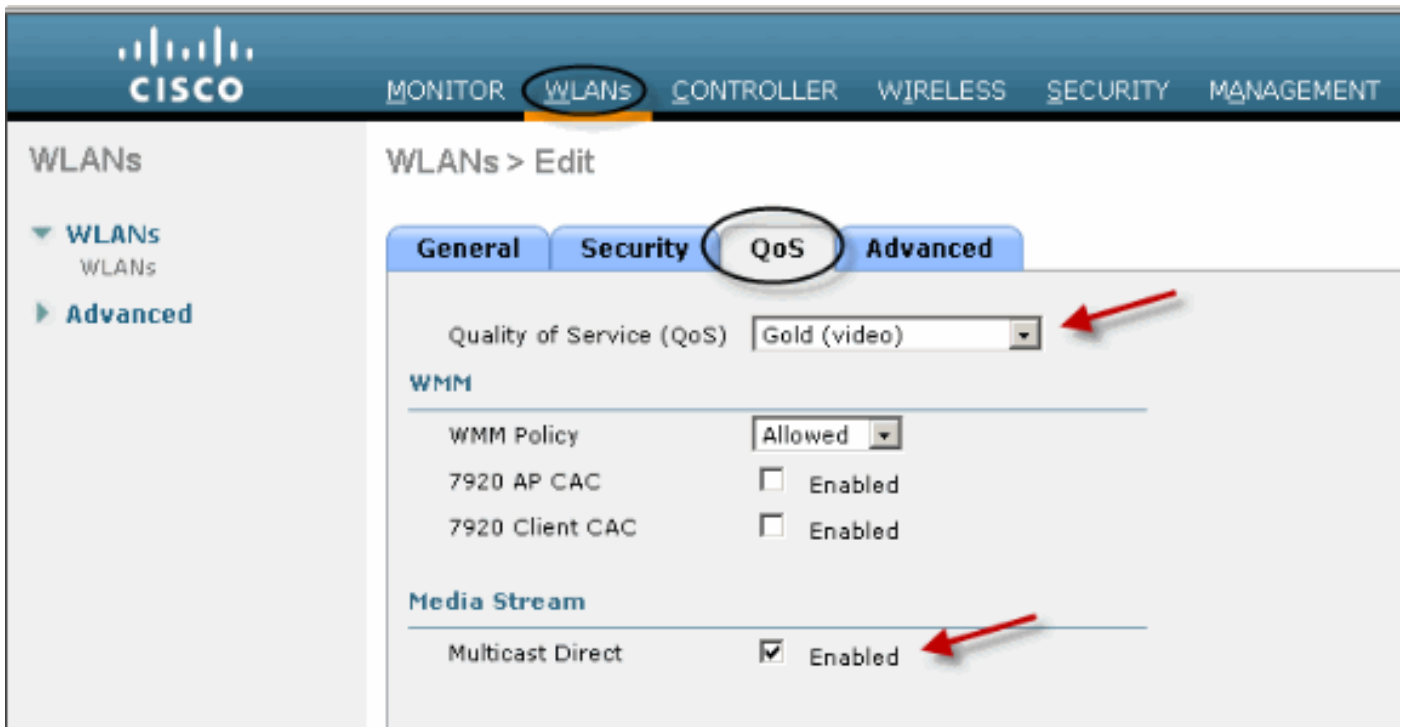 CISCO
MONITOR WLANs CONTROLLER WIRELESS SECURITY MANAGEMENT
WLANs
WLANs > Edit
WLANs
WLANs
Advanced
General Security QoS Advanced
Quality of Service (QoS) Gold (video)
WMM
WMM Policy Allowed
7920 AP CAC Enabled
7920 Client CAC Enabled
Media Stream
Multicast Direct Enabled